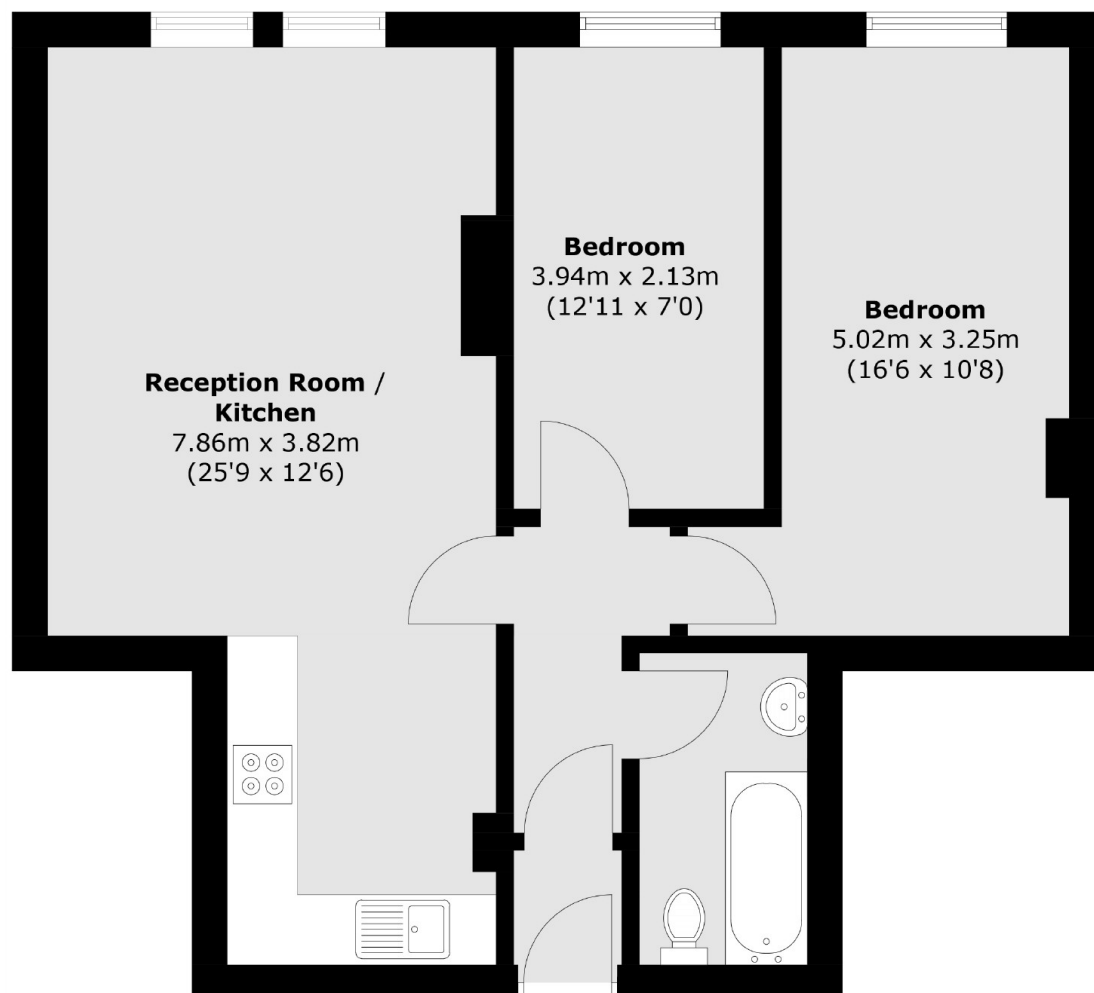 Reception Room /
Kitchen
7.86m x 3.82m
(25'9 x 12'6)
Bedroom
3.94m x 2.13m
(12'11 x 7'0)
Bedroom
5.02m x 3.25m
(16'6 x 10'8)